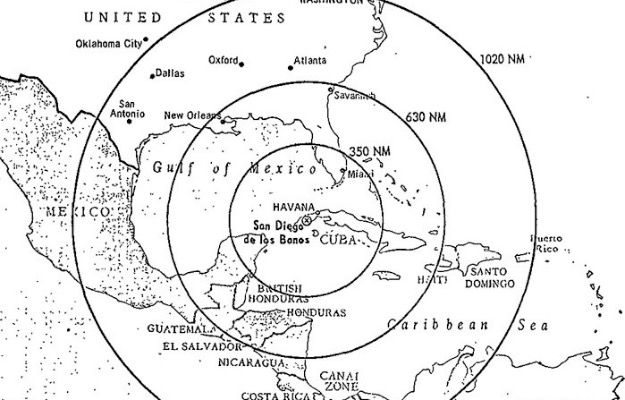 WASHINGTON
UNITED STATES
Oklahoma City
1020 NM
Oxford
Atlanta
Dallas
Savannah
San
Antonio
New Orleans
630 NM
350 NM
Gulf of Mexico
Miami
HAVANA
MEXICO
San Diego
de los Banos
CUBA
Puerto
Rico
HAITI
SANTO
DOMINGO
BRITISH
HONDURAS
HONDURAS
GUATEMALA
Caribbean Sea
EL SALVADOR
NICARAGUA
CANAL
ZONE
COSTA RICA